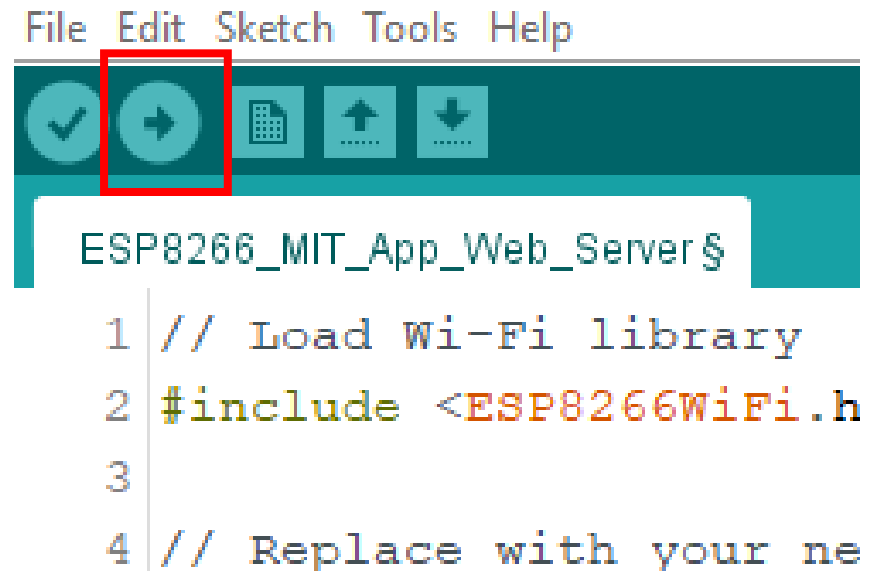 File Edit Sketch Tools Help
ESP8266_MIT_App_Web_Server §
1 // Load Wi-Fi library
2 #include <ESP8266WiFi.h
3
4 // Replace with your ne